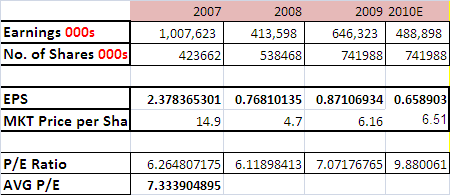 2007 2008 2009 2010E
Earnings 000s 1,007,623 413,598 646,323 488,898
No. of Shares 000s 423662 538468 741988 741988
EPS 2.378365301 0.76810135 0.87106934 0.658903
MKT Price per Sha 14.9 4.7 6.16 6.51
P/E Ratio 6.264807175 6.11898413 7.07176765 9.880061
AVG P/E 7.333904895